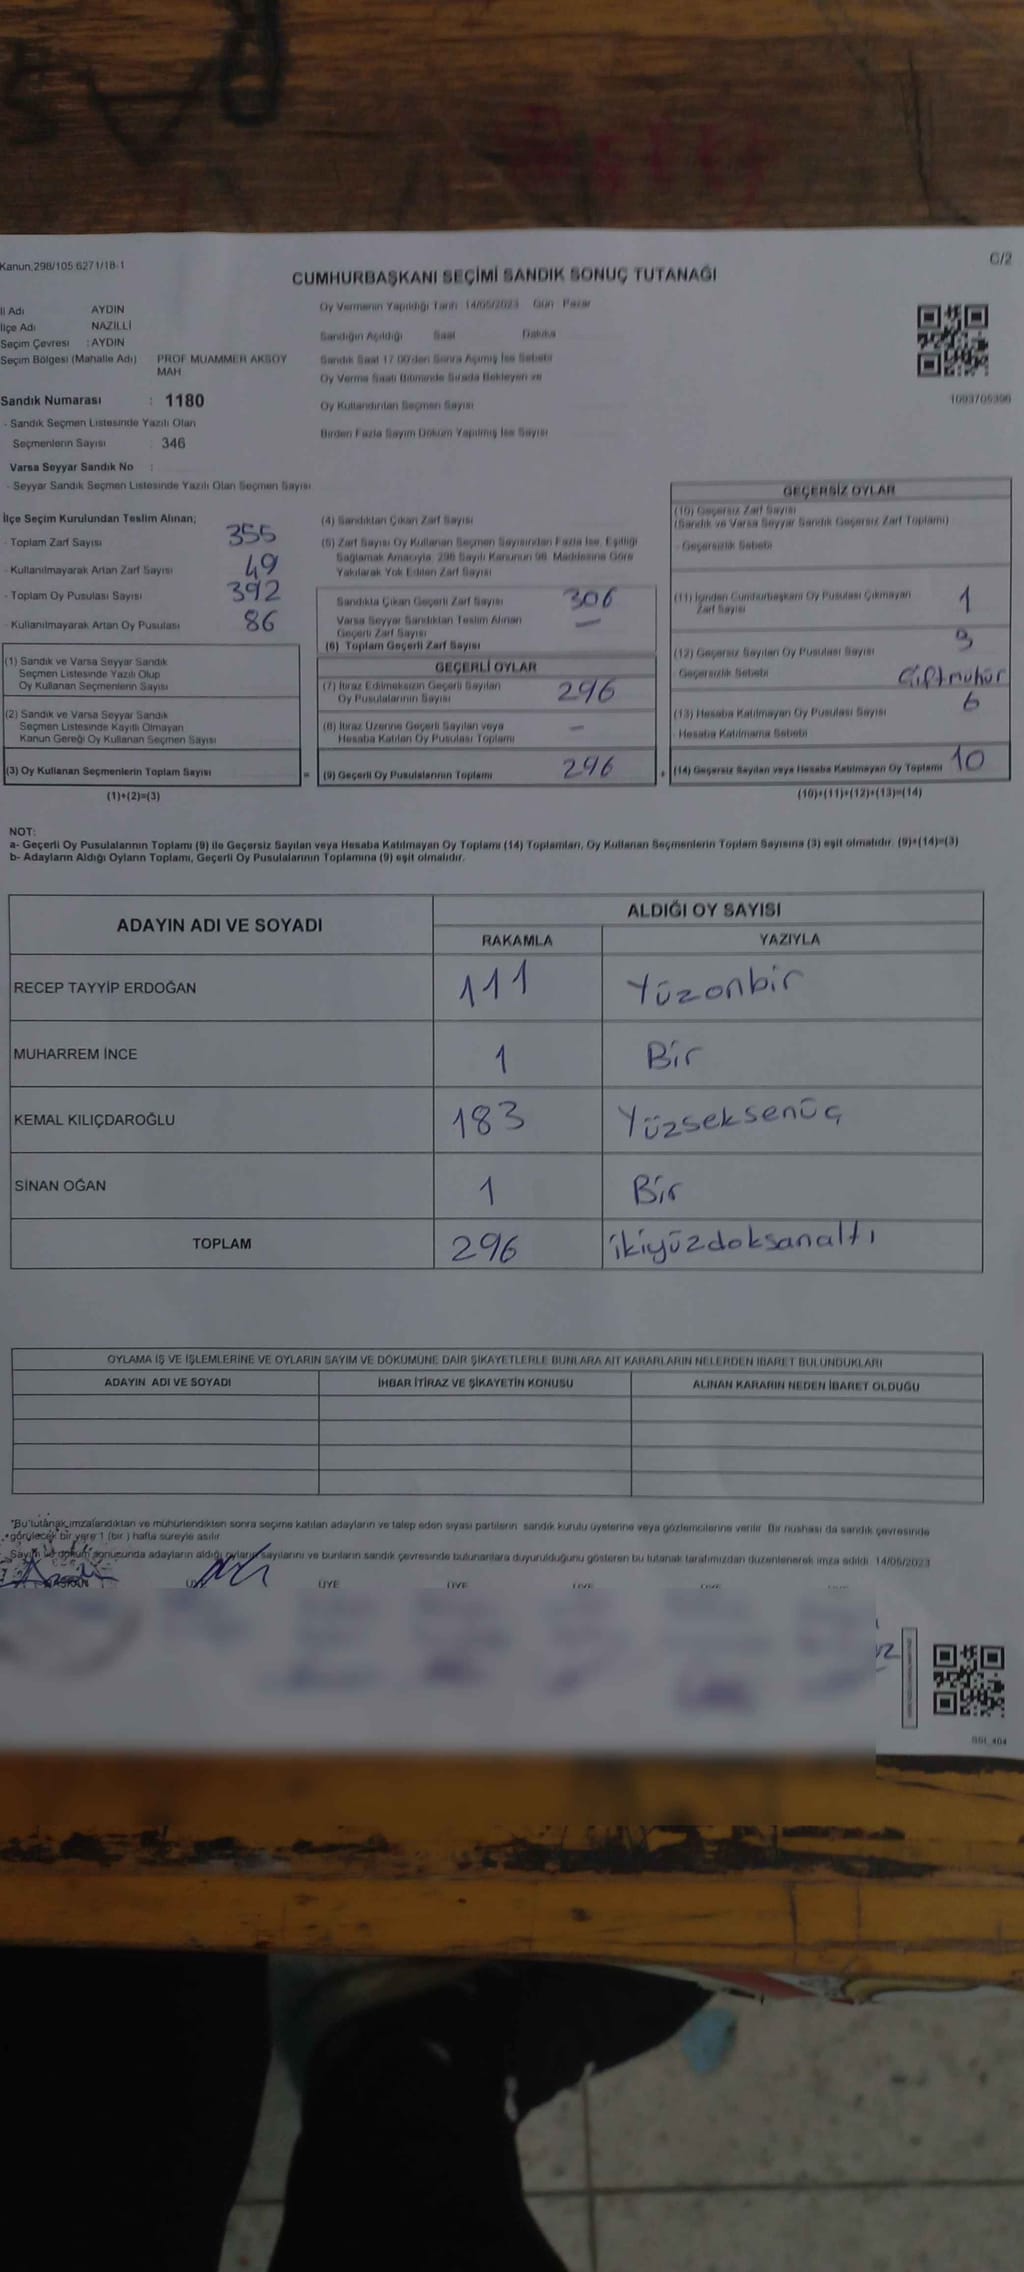 Kanun.298/105 6271/18-1
C/2
CUMHURBAŞKANI SEÇİMİ SANDIK SONUÇ TUTANAĞI
İl Adı AYDIN
İlçe Adı NAZİLLİ
Seçim Çevresi : AYDIN
Seçim Bölgesi (Mahalle Adı) PROF MUAMMER AKSOY MAH
Sandık Numarası : 1180
- Sandık Seçmen Listesinde Yazılı Olan
Seçmenlerin Sayısı : 346
Varsa Seyyar Sandık No :
- Seyyar Sandık Seçmen Listesinde Yazılı Olan Seçmen Sayısı
Oy Vermenin Yapıldığı Tarih 14/05/2023 Gün Pazar
Sandığın Açıldığı Saat Dakika
Sandık Saat 17.00'den Sonra Açımış İse Sebebi
Oy Verme Saati Bitiminde Sırada Bekleyen ve
Oy Kullandırılan Seçmen Sayısı
Birden Fazla Sayım Döküm Yapılmış İse Sayısı
1093705396
İlçe Seçim Kurulundan Teslim Alınan;
- Toplam Zarf Sayısı 355
- Kullanılmayarak Artan Zarf Sayısı 49
- Toplam Oy Pusulası Sayısı 392
- Kullanılmayarak Artan Oy Pusulası 86
(1) Sandık ve Varsa Seyyar Sandık
Seçmen Listesinde Yazılı Olup
Oy Kullanan Seçmenlerin Sayısı
(2) Sandık ve Varsa Seyyar Sandık
Seçmen Listesinde Kayıtlı Olmayan
Kanun Gereği Oy Kullanan Seçmen Sayısı
(3) Oy Kullanan Seçmenlerin Toplam Sayısı
(1)+(2)=(3)
(4) Sandıktan Çıkan Zarf Sayısı
(5) Zarf Sayısı Oy Kullanan Seçmen Sayısından Fazla İse, Eşitliği
Sağlamak Amacıyla, 298 Sayılı Kanunun 98. Maddesine Göre
Yakılarak Yok Edilen Zarf Sayısı
Sandıkta Çıkan Geçerli Zarf Sayısı 306
Varsa Seyyar Sandıktan Teslim Alınan
Geçerli Zarf Sayısı —
(6) Toplam Geçerli Zarf Sayısı
GEÇERLİ OYLAR
(7) İtiraz Edilmeksizin Geçerli Sayılan
Oy Pusulalarının Sayısı 296
(8) İtiraz Üzerine Geçerli Sayılan veya
Hesaba Katılan Oy Pusulası Toplamı —
= (9) Geçerli Oy Pusulalarının Toplamı 296
GEÇERSİZ OYLAR
(10) Geçersiz Zarf Sayısı
(Sandık ve Varsa Seyyar Sandık Geçersiz Zarf Toplamı)
- Geçersizlik Sebebi
(11) İçinden Cumhurbaşkanı Oy Pusulası Çıkmayan
Zarf Sayısı 1
(12) Geçersiz Sayılan Oy Pusulası Sayısı 3
Geçersizlik Sebebi Çiftmühür
(13) Hesaba Katılmayan Oy Pusulası Sayısı 6
- Hesaba Katılmama Sebebi
+ (14) Geçersiz Sayılan veya Hesaba Katılmayan Oy Toplamı 10
(10)+(11)+(12)+(13)=(14)
NOT:
a- Geçerli Oy Pusulalarının Toplamı (9) ile Geçersiz Sayılan veya Hesaba Katılmayan Oy Toplamı (14) Toplamları, Oy Kullanan Seçmenlerin Toplam Sayısına (3) eşit olmalıdır. (9)+(14)=(3)
b- Adayların Aldığı Oyların Toplamı, Geçerli Oy Pusulalarının Toplamına (9) eşit olmalıdır.
ADAYIN ADI VE SOYADI
ALDIĞI OY SAYISI
RAKAMLA YAZIYLA
RECEP TAYYİP ERDOĞAN 111 Yüzonbir
MUHARREM İNCE 1 Bir
KEMAL KILIÇDAROĞLU 183 Yüzseksenüç
SİNAN OĞAN 1 Bir
TOPLAM 296 ikiyüzdoksanaltı
OYLAMA İŞ VE İŞLEMLERİNE VE OYLARIN SAYIM VE DÖKÜMÜNE DAİR ŞİKAYETLERLE BUNLARA AİT KARARLARIN NELERDEN İBARET BULUNDUKLARI
ADAYIN ADI VE SOYADI İHBAR İTİRAZ VE ŞİKAYETİN KONUSU ALINAN KARARIN NEDEN İBARET OLDUĞU
*Bu tutanak imzalandıktan ve mühürlendikten sonra seçime katılan adayların ve talep eden siyasi partilerin sandık kurulu üyelerine veya gözlemcilerine verilir. Bir nüshası da sandık çevresinde
görülecek bir yere 1 (bir ) hafta süreyle asılır.
Sayım ve döküm sonucunda adayların aldığı oyların sayılarını ve bunların sandık çevresinde bulunanlara duyurulduğunu gösteren bu tutanak tarafımızdan düzenlenerek imza edildi. 14/05/2023
BAŞKAN ÜYE ÜYE ÜYE ÜYE ÜYE